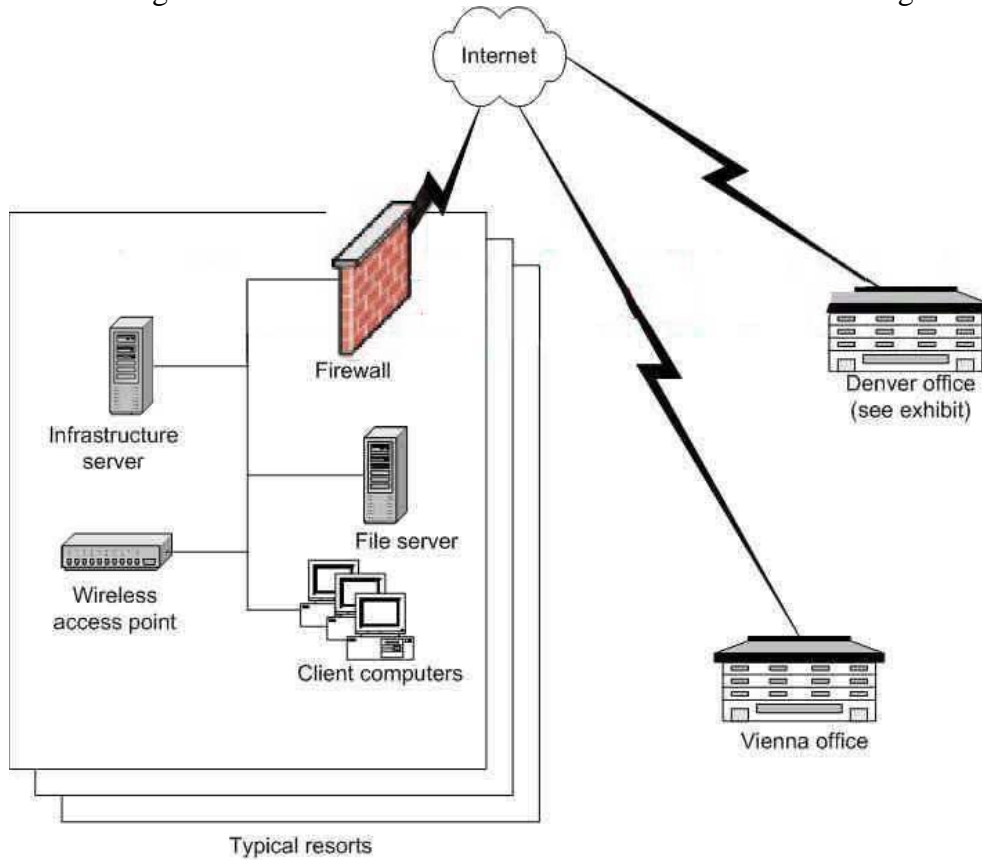 Internet
Firewall
Infrastructure
server
File server
Wireless
access point
Client computers
Denver office
(see exhibit)
Vienna office
Typical resorts